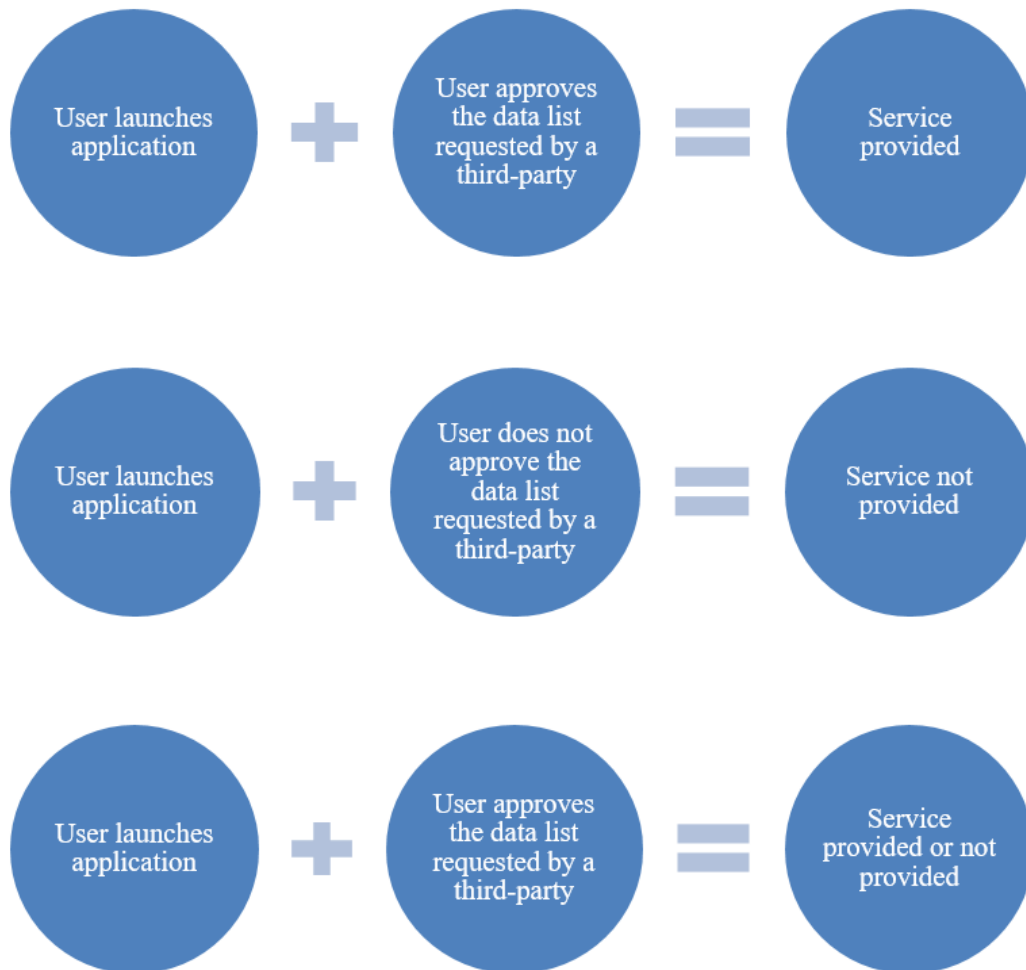 User launches
application
User approves
the data list
requested by a
third-party
Service
provided
User launches
application
User does not
approve the
data list
requested by a
third-party
Service not
provided
User launches
application
User approves
the data list
requested by a
third-party
Service
provided or not
provided